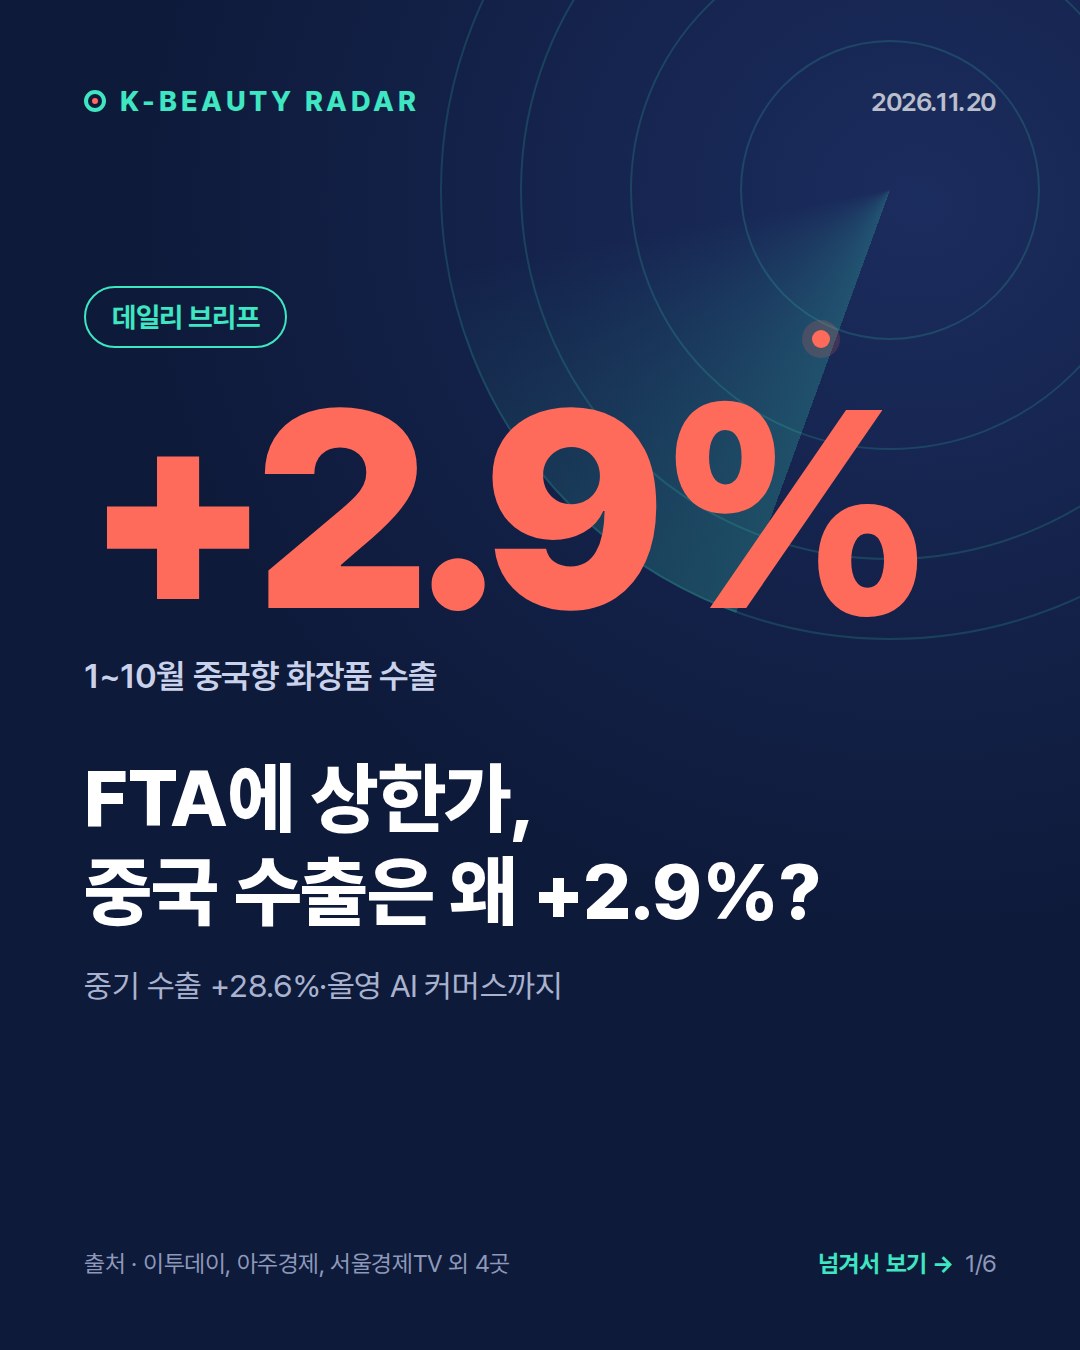 K-BEAUTY RADAR
2026.11.20
데일리 브리프
+2.9%
1~10월 중국향 화장품 수출
FTA에 상한가,
중국 수출은 왜 +2.9%?
중기 수출 +28.6%·올영 AI 커머스까지
출처 · 이투데이, 아주경제, 서울경제TV 외 4곳
넘겨서 보기 → 1/6